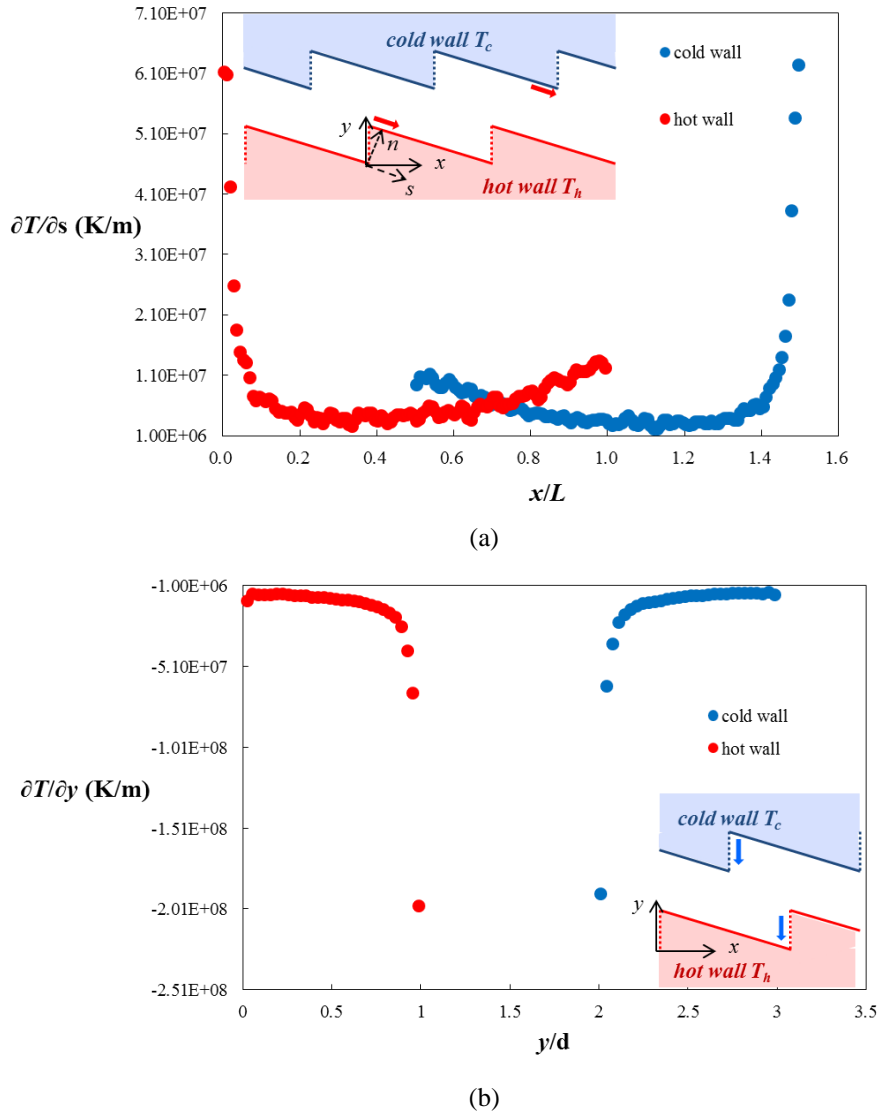 7.10E+07
6.10E+07
5.10E+07
4.10E+07
3.10E+07
2.10E+07
1.10E+07
1.00E+06
∂T/∂s (K/m)
cold wall T_c
cold wall
hot wall
y
n
x
s
hot wall T_h
0.0 0.2 0.4 0.6 0.8 1.0 1.2 1.4 1.6
x/L
(a)
-1.00E+06
-5.10E+07
-1.01E+08
-1.51E+08
-2.01E+08
-2.51E+08
∂T/∂y (K/m)
cold wall
hot wall
cold wall T_c
y
x
hot wall T_h
0 0.5 1 1.5 2 2.5 3 3.5
y/d
(b)